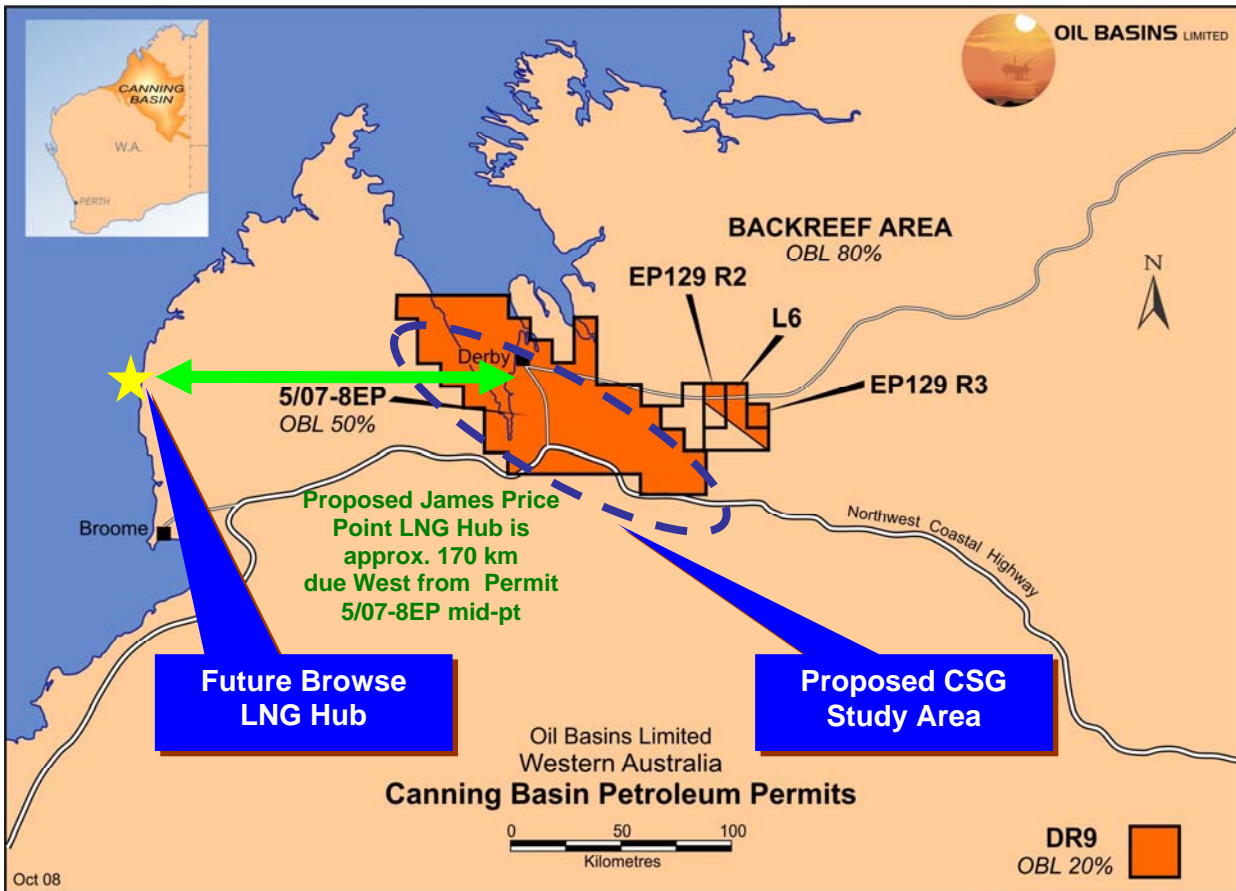 CANNING
BASIN
W.A.
PERTH
OIL BASINS LIMITED
BACKREEF AREA
OBL 80%
EP129 R2
L6
N
Derby
EP129 R3
5/07-8EP
OBL 50%
Proposed James Price
Point LNG Hub is
approx. 170 km
due West from Permit
5/07-8EP mid-pt
Broome
Northwest Coastal Highway
Future Browse
LNG Hub
Proposed CSG
Study Area
Oil Basins Limited
Western Australia
Canning Basin Petroleum Permits
0 50 100
Kilometres
DR9
OBL 20%
Oct 08